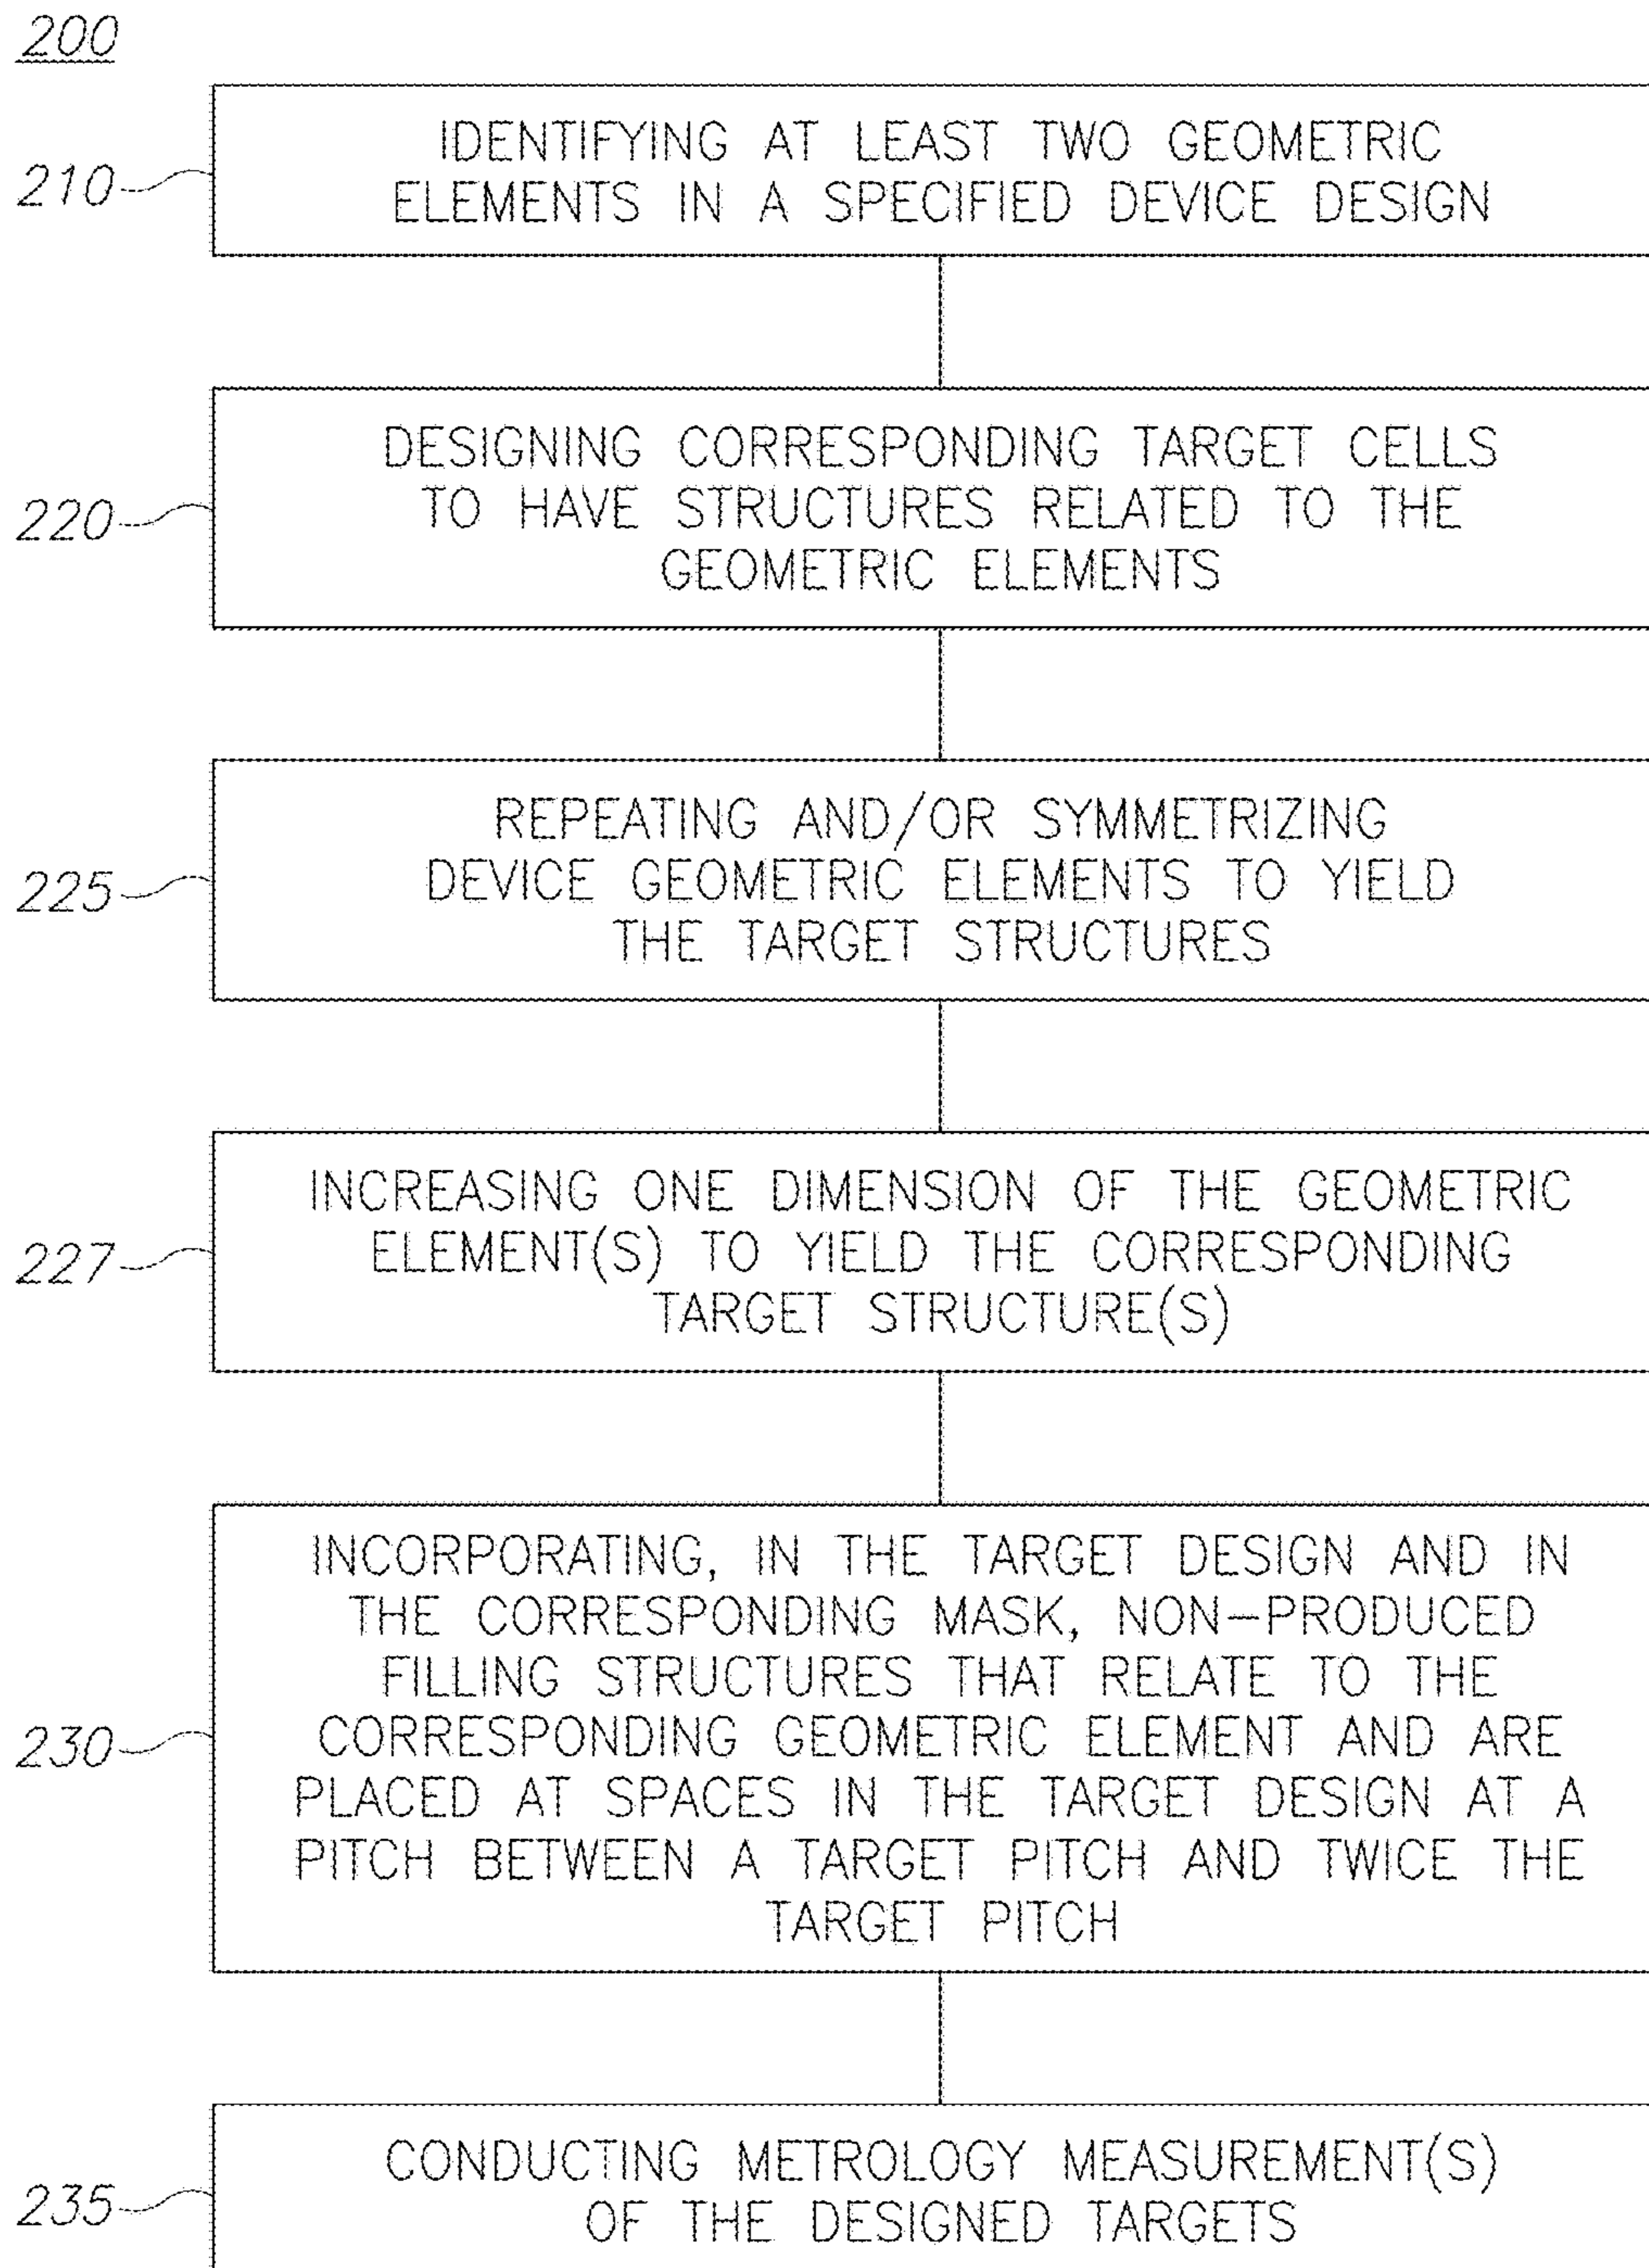 200
210
IDENTIFYING AT LEAST TWO GEOMETRIC
ELEMENTS IN A SPECIFIED DEVICE DESIGN
220
DESIGNING CORRESPONDING TARGET CELLS
TO HAVE STRUCTURES RELATED TO THE
GEOMETRIC ELEMENTS
225
REPEATING AND/OR SYMMETRIZING
DEVICE GEOMETRIC ELEMENTS TO YIELD
THE TARGET STRUCTURES
227
INCREASING ONE DIMENSION OF THE GEOMETRIC
ELEMENT(S) TO YIELD THE CORRESPONDING
TARGET STRUCTURE(S)
230
INCORPORATING, IN THE TARGET DESIGN AND IN
THE CORRESPONDING MASK, NON-PRODUCED
FILLING STRUCTURES THAT RELATE TO THE
CORRESPONDING GEOMETRIC ELEMENT AND ARE
PLACED AT SPACES IN THE TARGET DESIGN AT A
PITCH BETWEEN A TARGET PITCH AND TWICE THE
TARGET PITCH
235
CONDUCTING METROLOGY MEASUREMENT(S)
OF THE DESIGNED TARGETS